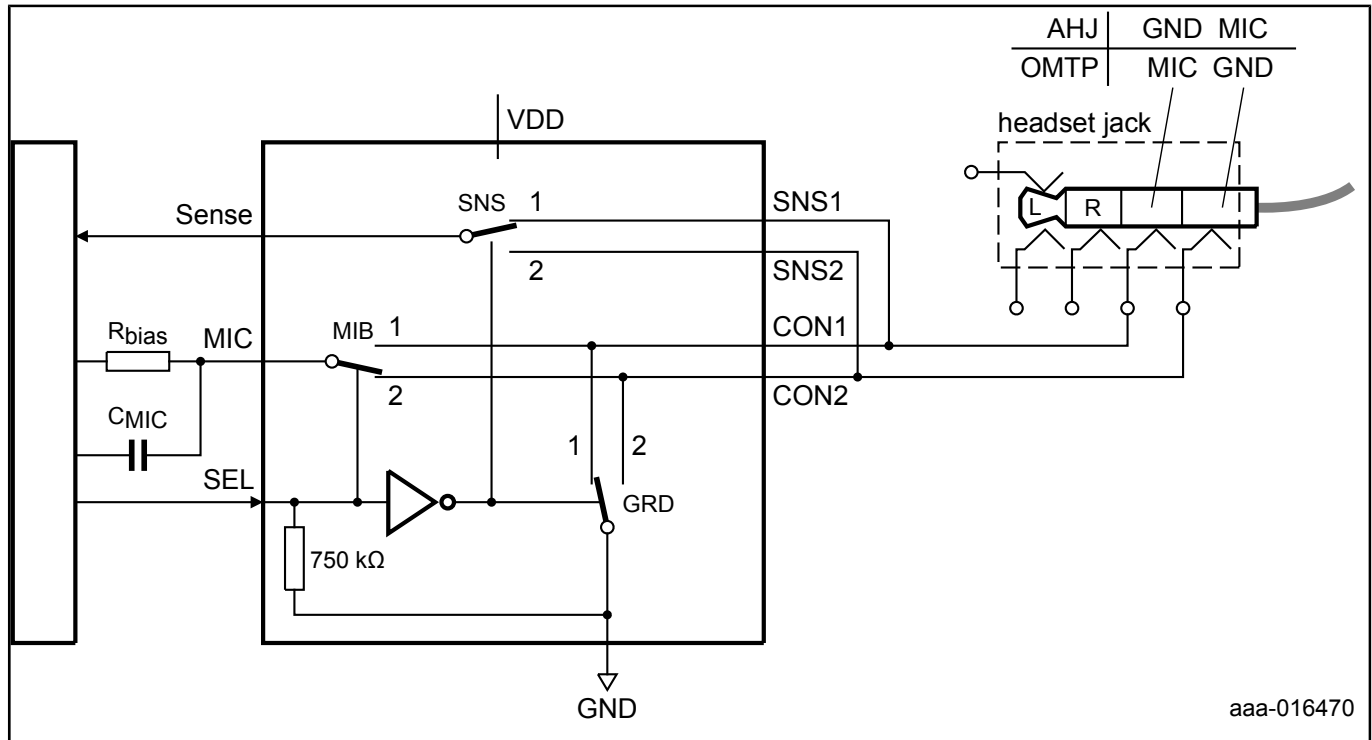 AHJ GND MIC
OMTP MIC GND
headset jack
L R
VDD
SNS 1 SNS1
Sense
2 SNS2
Rbias MIC MIB 1 CON1
2 CON2
CMIC
1 2
SEL
GRD
750 kΩ
GND
aaa-016470